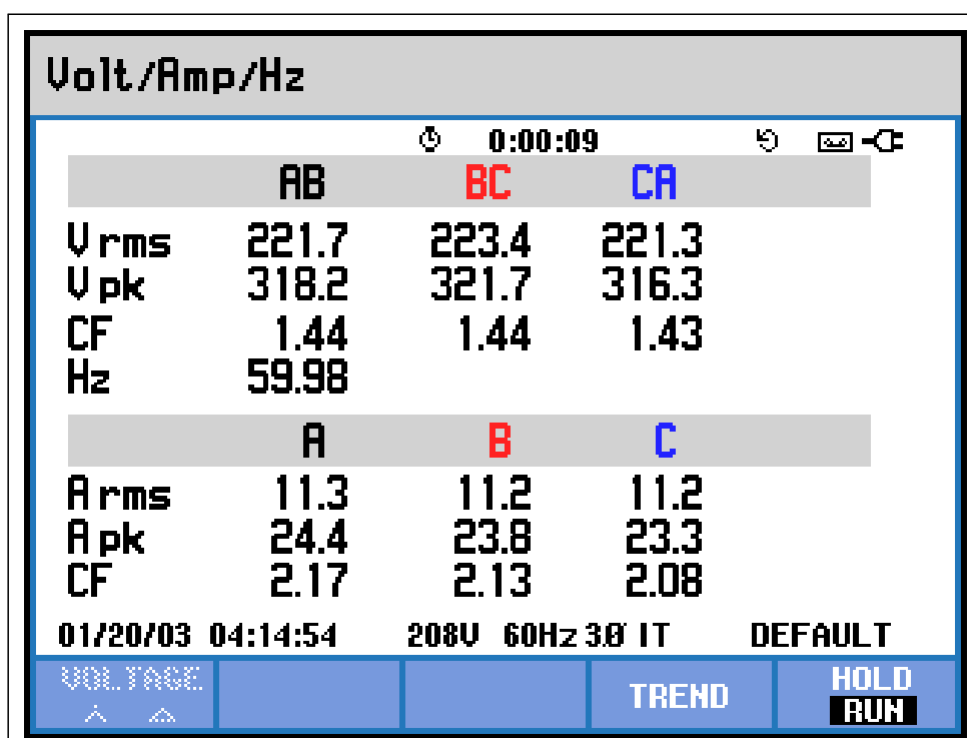 Volt/Amp/Hz
0:00:09
AB BC CA
V rms 221.7 223.4 221.3
V pk 318.2 321.7 316.3
CF 1.44 1.44 1.43
Hz 59.98
A B C
A rms 11.3 11.2 11.2
A pk 24.4 23.8 23.3
CF 2.17 2.13 2.08
01/20/03 04:14:54 208V 60Hz 3Ø IT DEFAULT
VOLTAGE TREND HOLD
RUN